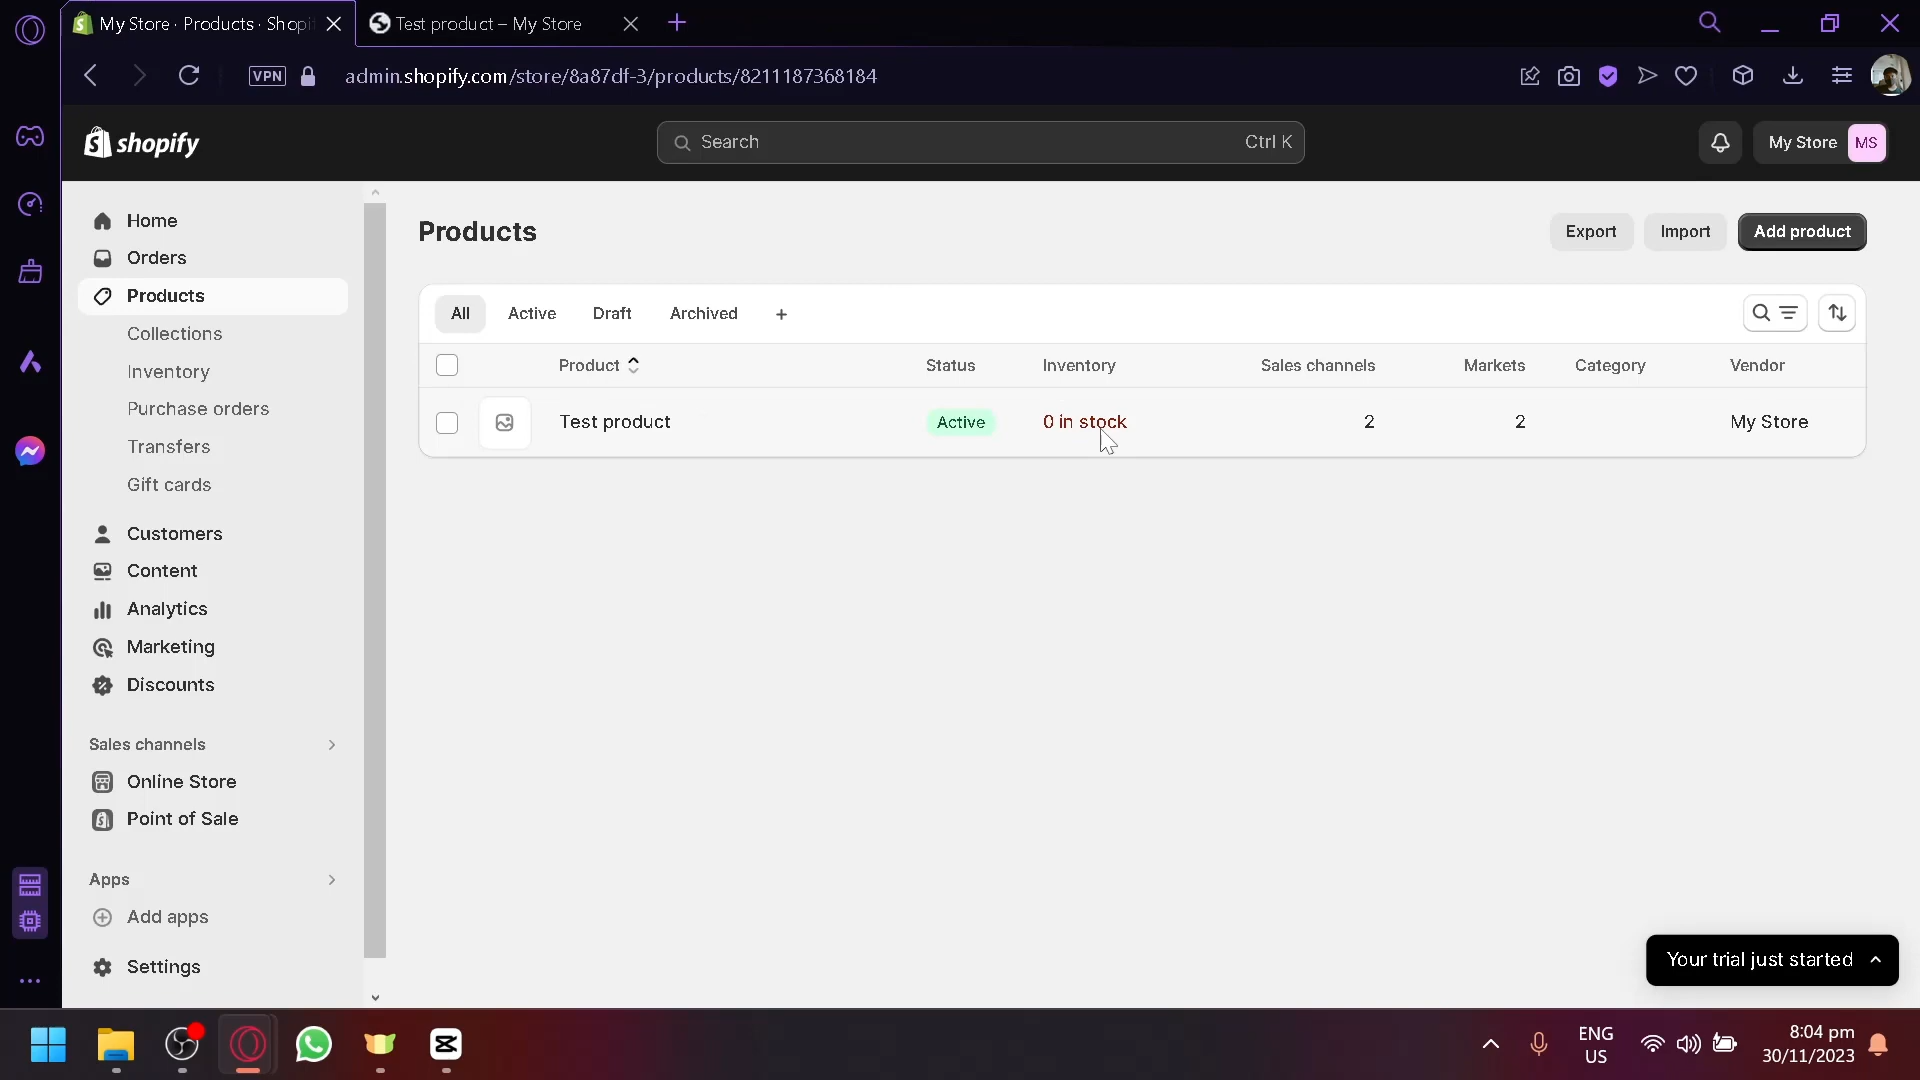 My Store · Products · Shopi
Test product – My Store
VPN
admin.shopify.com/store/8a87df-3/products/8211187368184
shopify
Search
Ctrl K
My Store
MS
Home
Orders
Products
Collections
Inventory
Purchase orders
Transfers
Gift cards
Customers
Content
Analytics
Marketing
Discounts
Sales channels
Online Store
Point of Sale
Apps
Add apps
Settings
Products
Export
Import
Add product
All
Active
Draft
Archived
+
Product
Status
Inventory
Sales channels
Markets
Category
Vendor
Test product
Active
0 in stock
2
2
My Store
Your trial just started
ENG
US
8:04 pm
30/11/2023